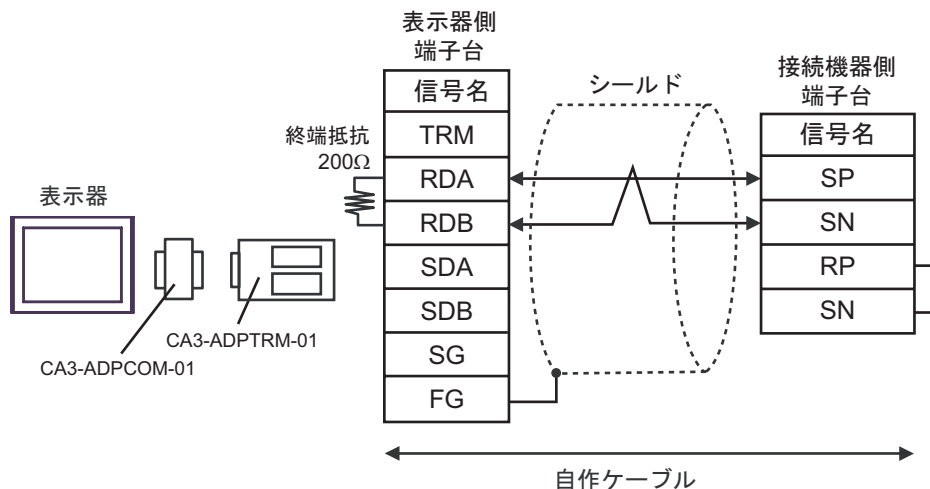 表示器側
端子台
信号名
TRM
RDA
RDB
SDA
SDB
SG
FG
終端抵抗
200Ω
シールド
接続機器側
端子台
信号名
SP
SN
RP
SN
表示器
CA3-ADPTRM-01
CA3-ADPCOM-01
自作ケーブル